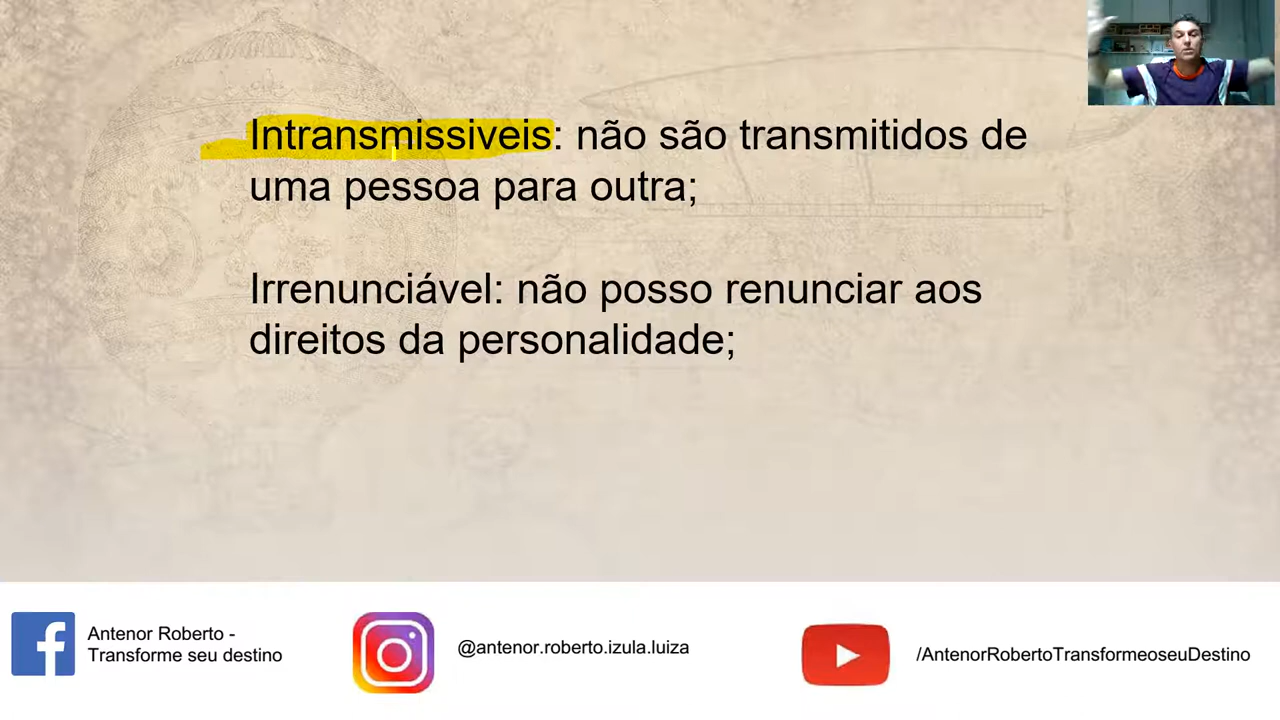 Intransmissiveis: não são transmitidos de
uma pessoa para outra;
Irrenunciável: não posso renunciar aos
direitos da personalidade;
Antenor Roberto -
Transforme seu destino
@antenor.roberto.izula.luiza
/AntenorRobertoTransformeoseuDestino